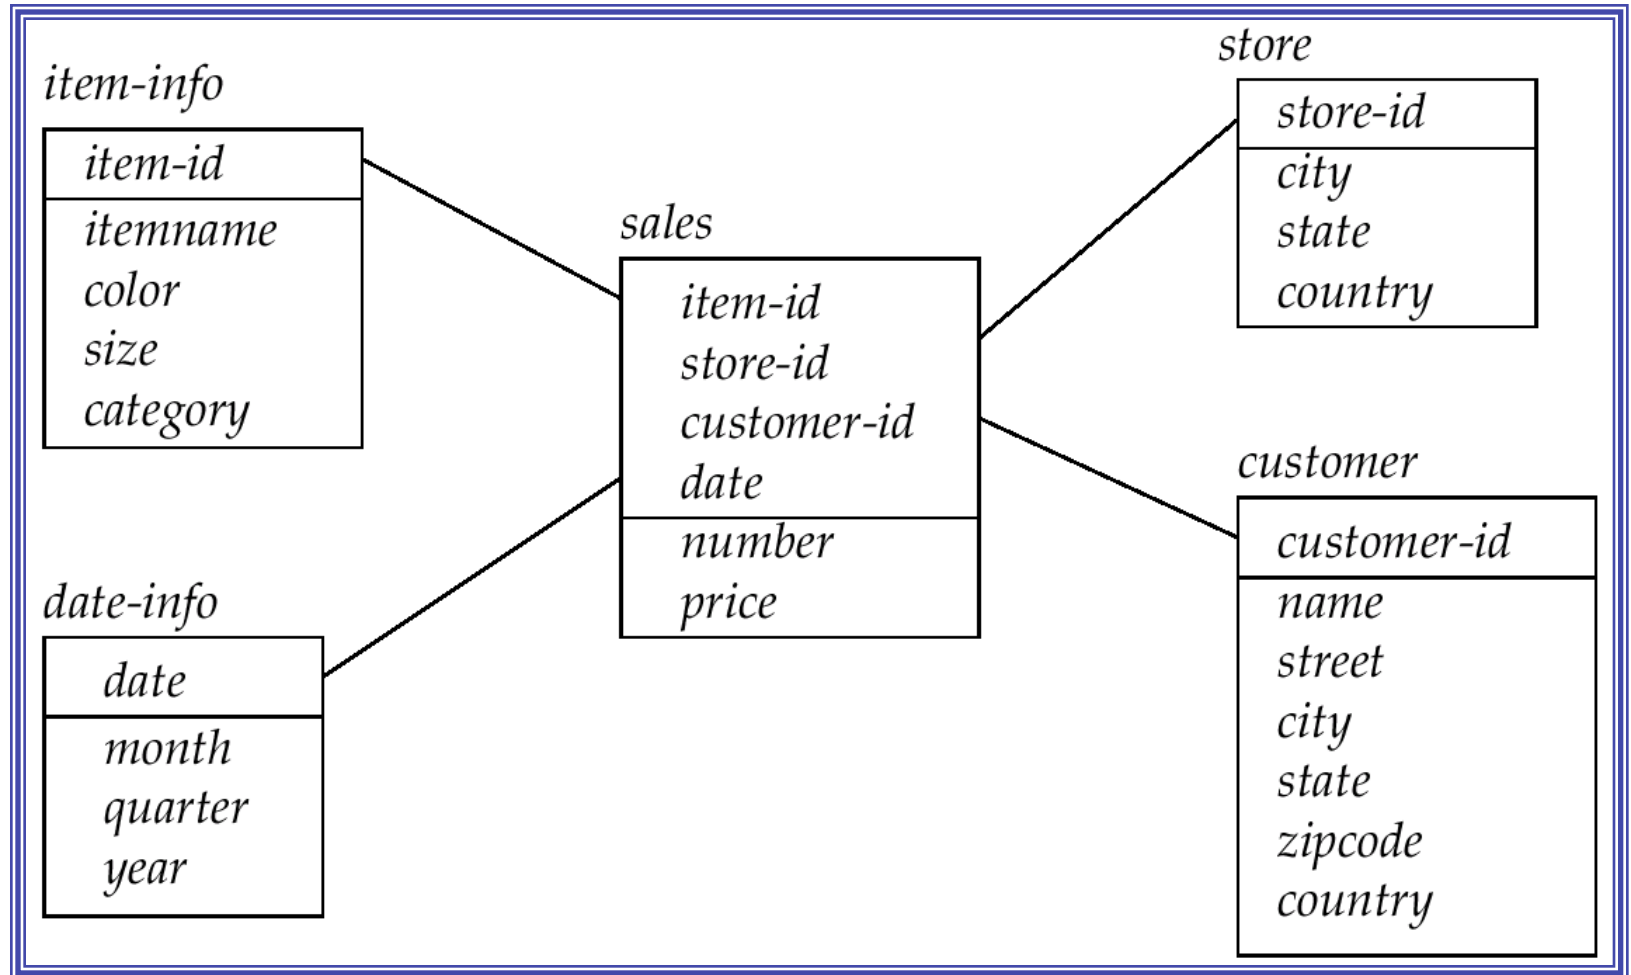 item-info
item-id
itemname
color
size
category
date-info
date
month
quarter
year
sales
item-id
store-id
customer-id
date
number
price
store
store-id
city
state
country
customer
customer-id
name
street
city
state
zipcode
country